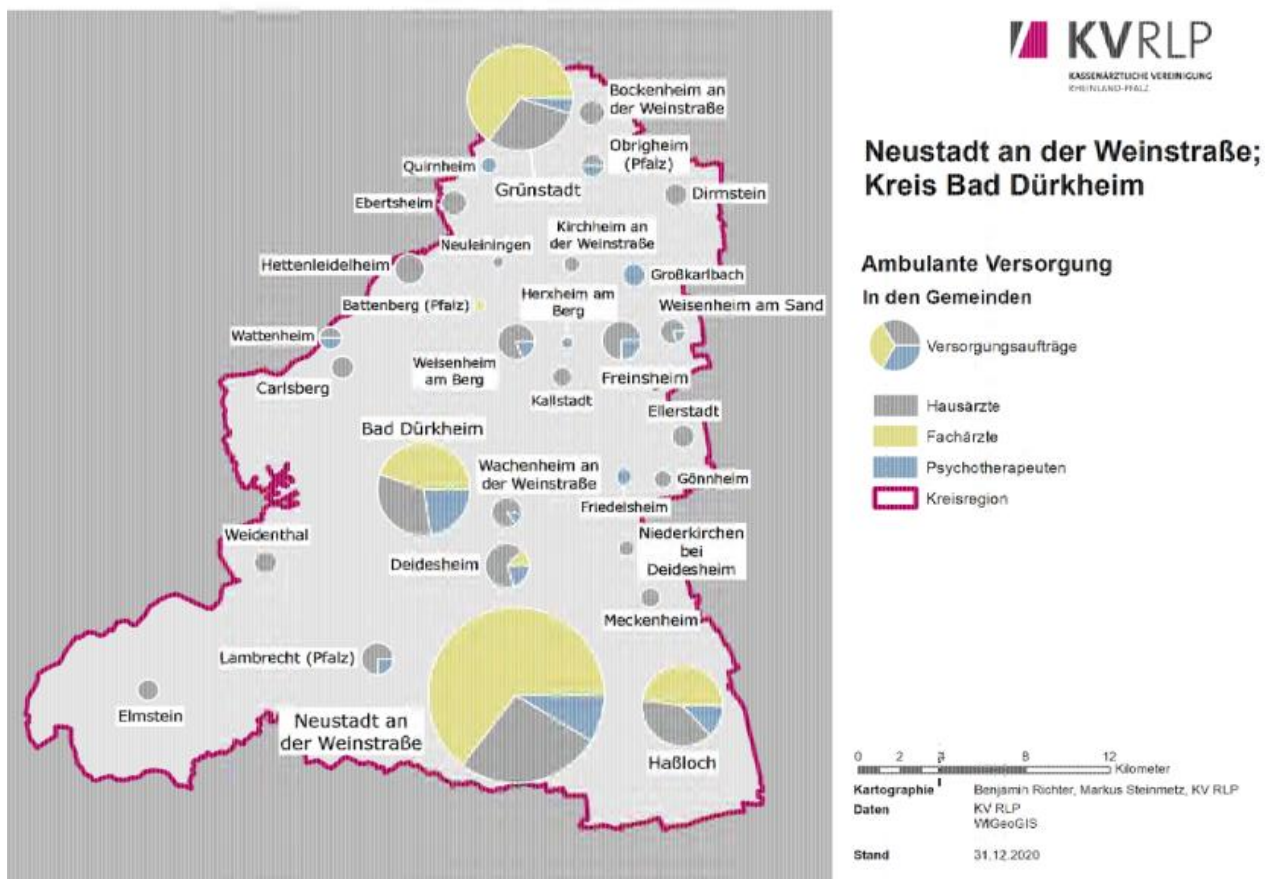 KVRLP
KASSENÄRZTLICHE VEREINIGUNG
RHEINLAND-PFALZ
Neustadt an der Weinstraße;
Kreis Bad Dürkheim
Ambulante Versorgung
In den Gemeinden
Versorgungsaufträge
Hausärzte
Fachärzte
Psychotherapeuten
Kreisregion
Bockenheim an
der Weinstraße
Obrigheim
(Pfalz)
Quirnheim
Grünstadt
Dirmstein
Ebertsheim
Kirchheim an
der Weinstraße
Neuleiningen
Hettenleidelheim
Großkarlbach
Herxheim am
Berg
Battenberg (Pfalz)
Weisenheim am Sand
Wattenheim
Weisenheim
am Berg
Freinsheim
Carlsberg
Kallstadt
Ellerstadt
Bad Dürkheim
Wachenheim an
der Weinstraße
Gönnheim
Friedelsheim
Weidenthal
Niederkirchen
bei
Deidesheim
Deidesheim
Meckenheim
Lambrecht (Pfalz)
Elmstein
Neustadt an
der Weinstraße
Haßloch
0 2 8 12
Kilometer
Kartographie Benjamin Richter, Markus Steinmetz, KV RLP
Daten KV RLP
WIGeoGIS
Stand 31.12.2020